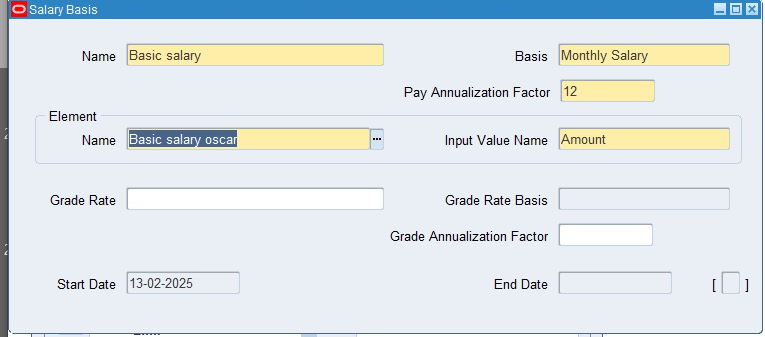 Salary Basis
Name Basic salary Basis Monthly Salary
Pay Annualization Factor 12
Element
Name Basic salary oscar ... Input Value Name Amount
Grade Rate Grade Rate Basis
Grade Annualization Factor
Start Date 13-02-2025 End Date [ ]